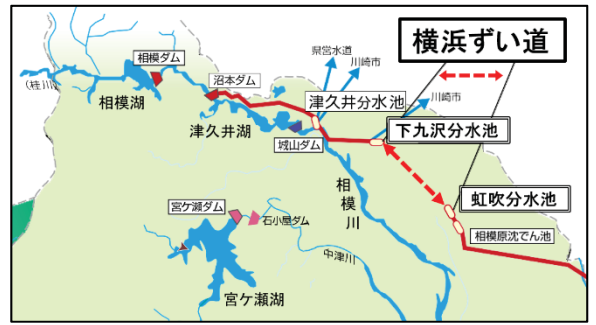 横浜ずい道
相模ダム
県営水道
川崎市
沼本ダム
(桂川)
相模湖
津久井分水池
川崎市
津久井湖
下九沢分水池
城山ダム
相模川
宮ケ瀬ダム
石小屋ダム
虹吹分水池
相模原沈でん池
中津川
宮ケ瀬湖